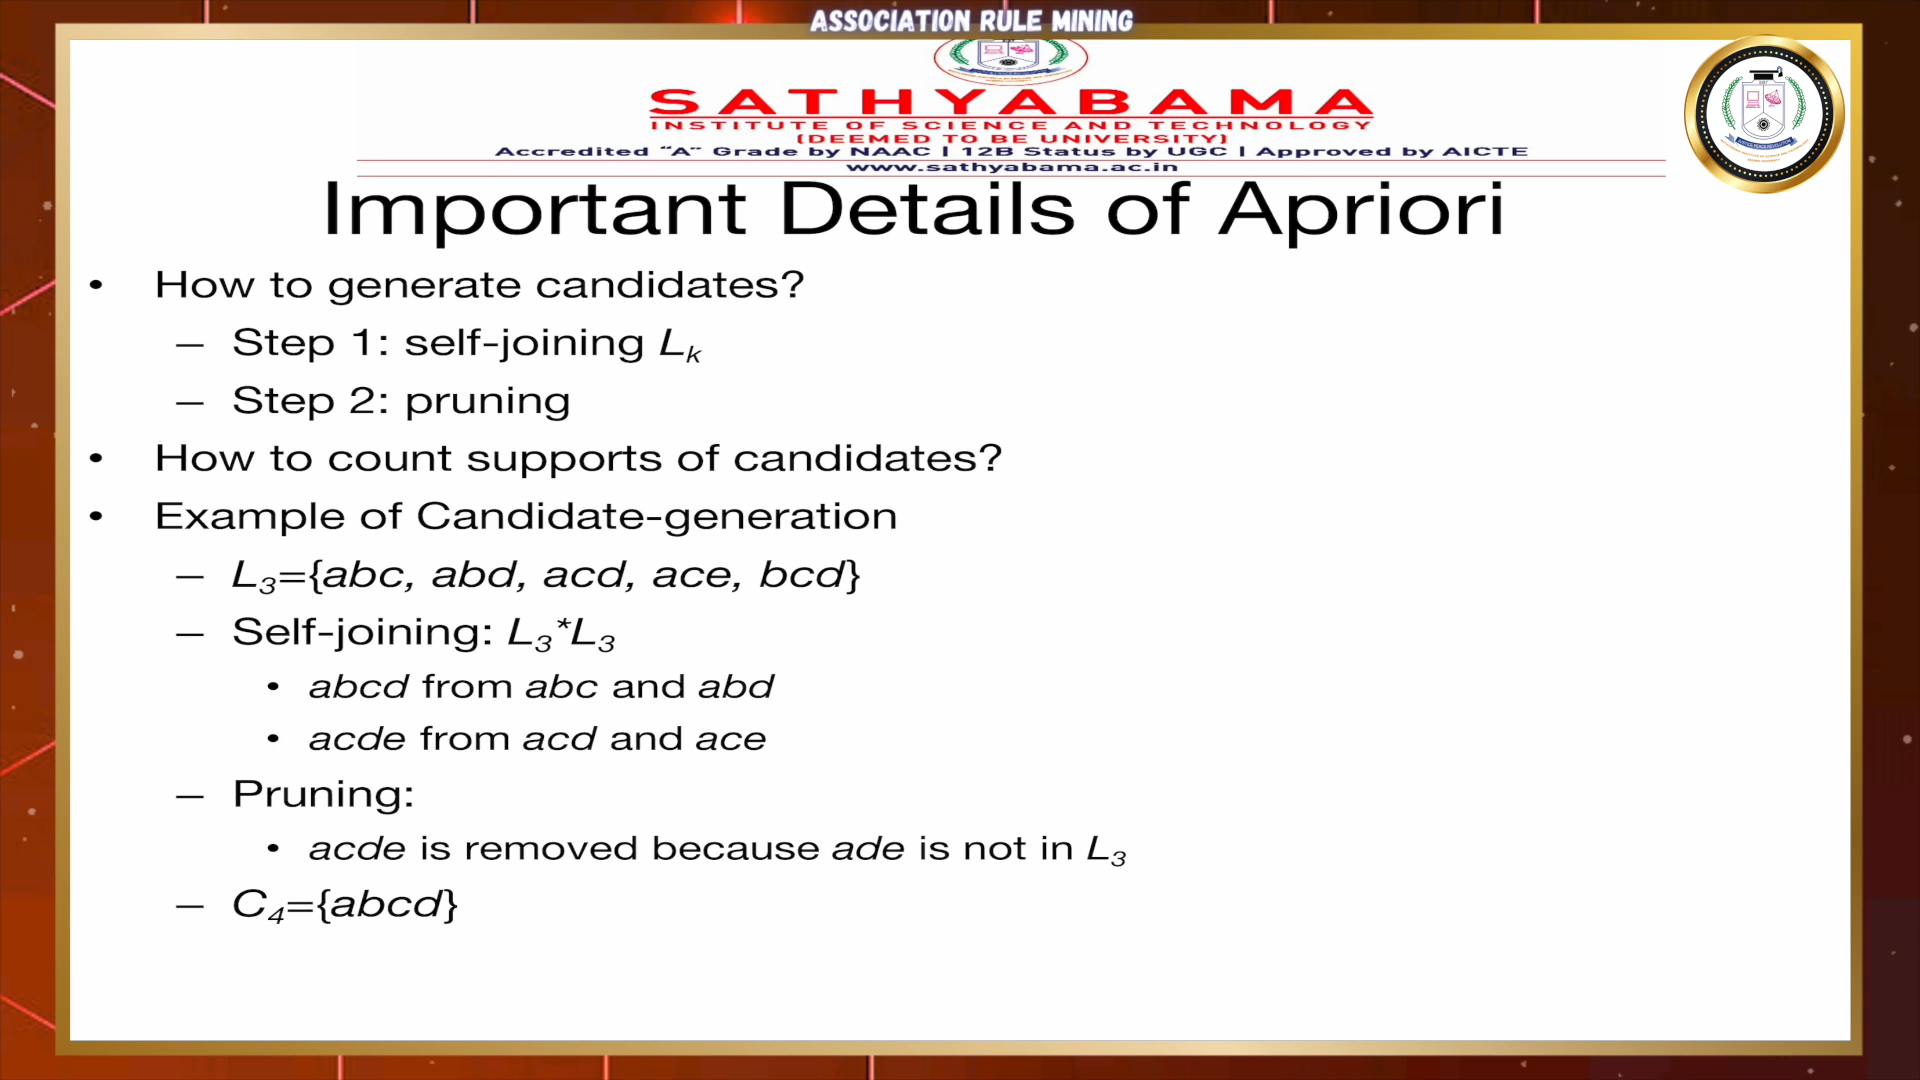 ASSOCIATION RULE MINING
SATHYABAMA
INSTITUTE OF SCIENCE AND TECHNOLOGY
(DEEMED TO BE UNIVERSITY)
Accredited “A” Grade by NAAC | 12B Status by UGC | Approved by AICTE
www.sathyabama.ac.in
Important Details of Apriori
• How to generate candidates?
– Step 1: self-joining Lk
– Step 2: pruning
• How to count supports of candidates?
• Example of Candidate-generation
– L3={abc, abd, acd, ace, bcd}
– Self-joining: L3*L3
• abcd from abc and abd
• acde from acd and ace
– Pruning:
• acde is removed because ade is not in L3
– C4={abcd}